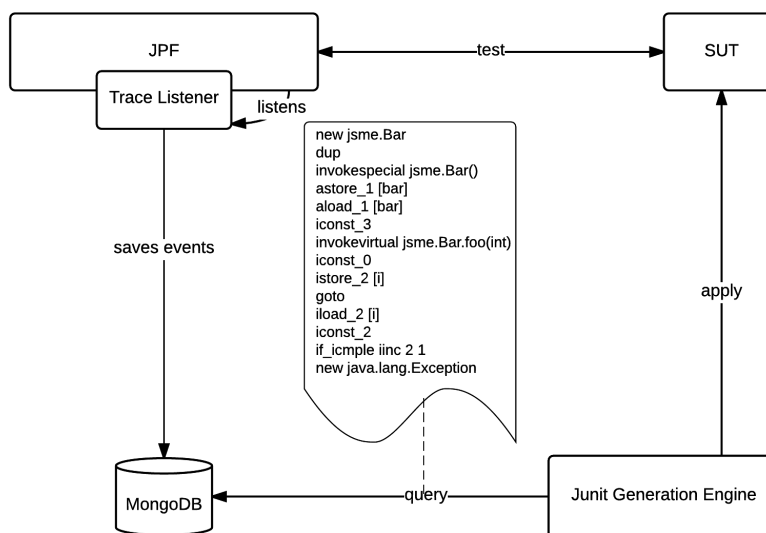 JPF
test
SUT
Trace Listener
listens
new jsme.Bar
dup
invokespecial jsme.Bar()
astore_1 [bar]
aload_1 [bar]
iconst_3
invokevirtual jsme.Bar.foo(int)
iconst_0
istore_2 [i]
goto
iload_2 [i]
iconst_2
if_icmple iinc 2 1
new java.lang.Exception
saves events
apply
MongoDB
query
Junit Generation Engine